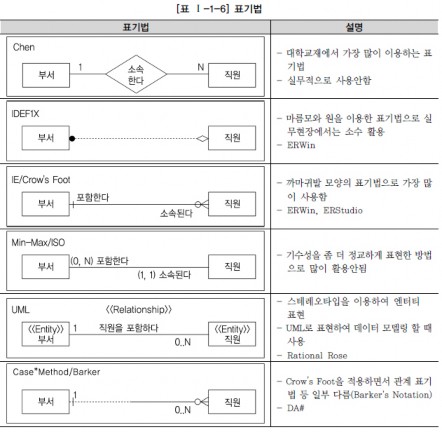 [표 Ⅰ-1-6] 표기법
표기법
설명
Chen
부서
1
소속
한다
N
직원
- 대학교재에서 가장 많이 이용하는 표
기법
- 실무적으로 사용안함
IDEF1X
부서
직원
- 마름모와 원을 이용한 표기법으로 실
무현장에서는 소수 활용
- ERWin
IE/Crow's Foot
부서
포함한다
소속된다
직원
- 까마귀발 모양의 표기법으로 가장 많
이 사용함
- ERWin, ERStudio
Min-Max/ISO
부서
(0, N) 포함한다
(1, 1) 소속된다
직원
- 기수성을 좀 더 정교하게 표현한 방법
으로 많이 활용안됨
UML
《Relationship》
《Entity》
부서
1
직원을 포함하다
0..N
《Entity》
직원
- 스테레오타입을 이용하여 엔터티
표현
- UML로 표현하여 데이터 모델링 할 때
사용
- Rational Rose
Case*Method/Barker
부서
1
0..N
직원
- Crow's Foot을 적용하면서 관계 표기
법 등 일부 다름(Barker's Notation)
- DA#